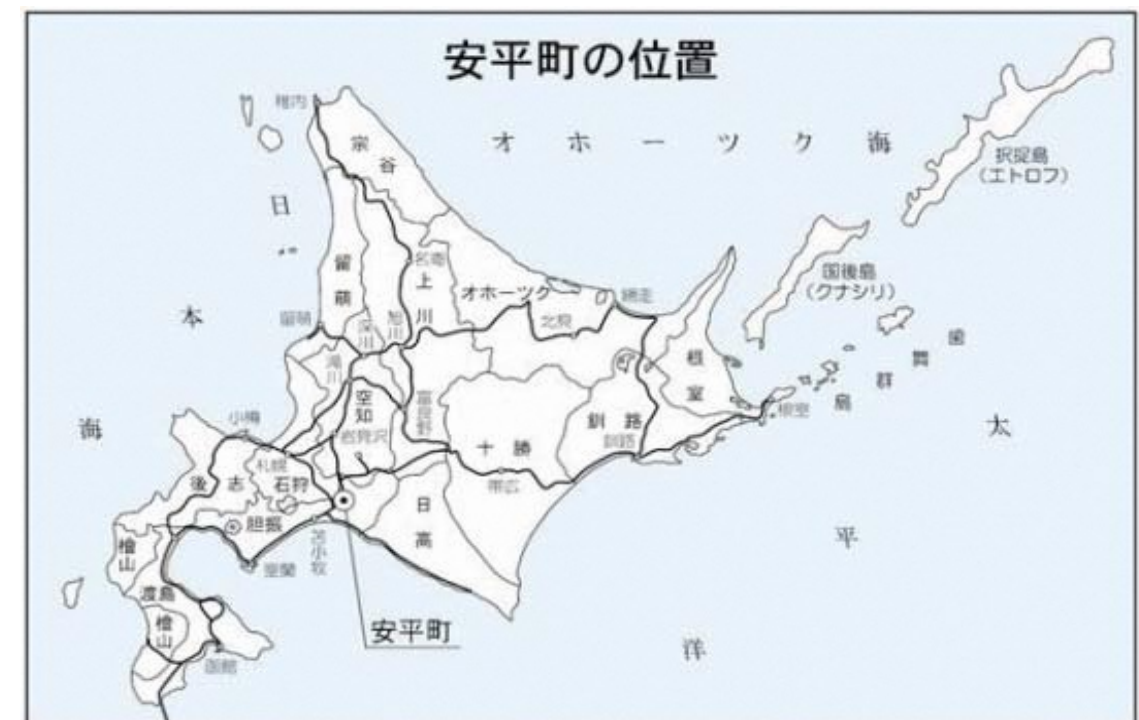 安平町の位置
稚内
宗谷
オホーツク海
択捉島
(エトロフ)
日本海
国後島
(クナシリ)
歯舞群島
留萌
名寄
上川
オホーツク
網走
北見
留萌
深川
旭川
滝川
根室
根室
空知
富良野
岩見沢
小樽
釧路
釧路
十勝
帯広
太平洋
札幌
後志
石狩
日高
胆振
苫小牧
室蘭
檜山
渡島
檜山
函館
安平町